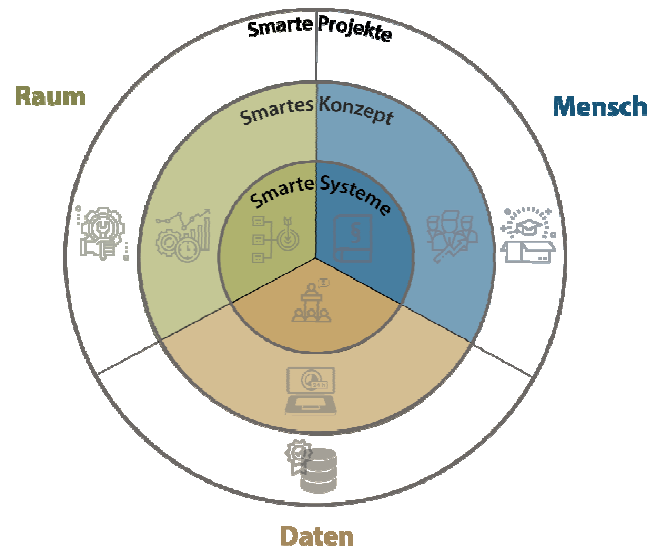 Smarte Projekte
Raum
Mensch
Smartes Konzept
Smarte Systeme
§
Daten